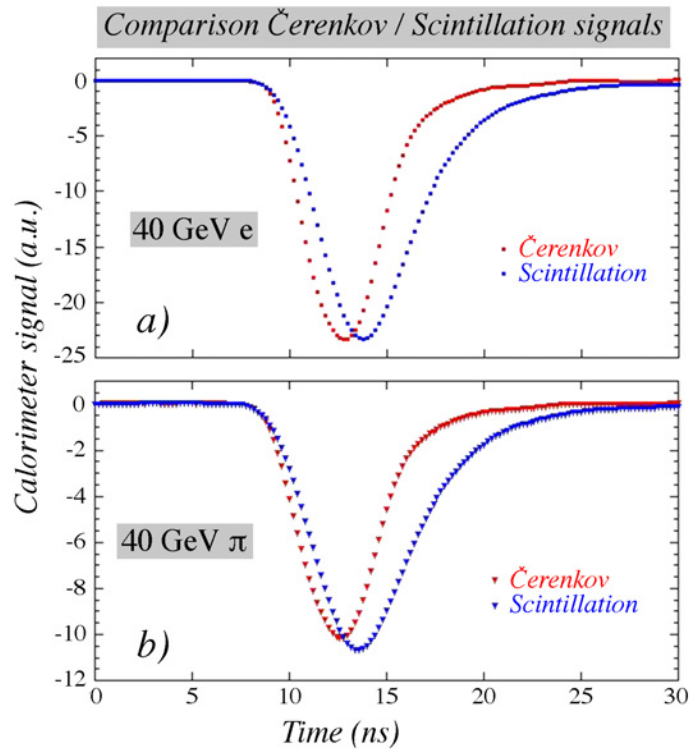 Comparison Čerenkov / Scintillation signals
0
-5
-10
-15
-20
-25
Calorimeter signal (a.u.)
40 GeV e
Čerenkov
Scintillation
a)
0
-2
-4
-6
-8
-10
-12
40 GeV π
Čerenkov
Scintillation
b)
0 5 10 15 20 25 30
Time (ns)